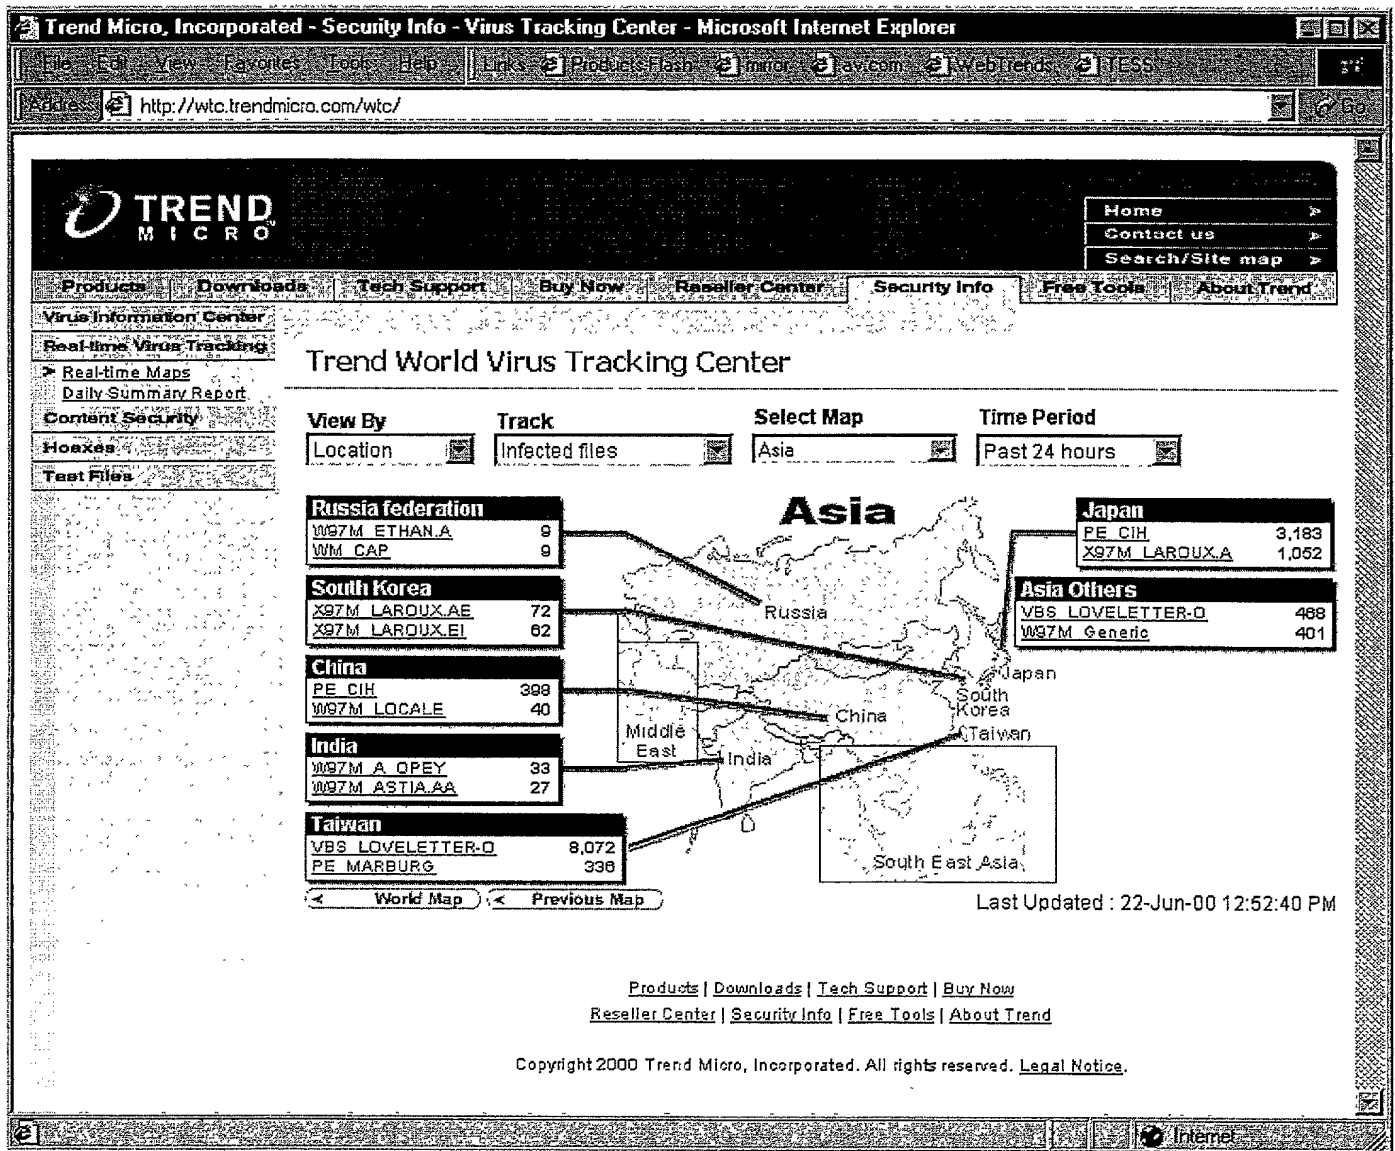 Trend Micro, Incorporated - Security Info - Virus Tracking Center - Microsoft Internet Explorer
File Edit View Favorites Tools Help Links Products Flash mirror av.com WebTrends TESS
Address http://wtc.trendmicro.com/wtc/ Go
TREND
MICRO
Home
Contact us
Search/Site map
Products Downloads Tech Support Buy Now Reseller Center Security Info Free Tools About Trend
Virus Information Center
Real-time Virus Tracking
Real-time Maps
Daily Summary Report
Content Security
Hoaxes
Test Files
Trend World Virus Tracking Center
View By Track Select Map Time Period
Location Infected files Asia Past 24 hours
Asia
Russia federation
W97M_ETHAN.A 9
WM_CAP 9
South Korea
X97M_LAROUX.AE 72
X97M_LAROUX.EI 62
China
PE_CIH 398
W97M_LOCALE 40
India
W97M_A_OPEY 33
W97M_ASTIA.AA 27
Taiwan
VBS_LOVELETTER-O 8,072
PE_MARBURG 336
Japan
PE_CIH 3,183
X97M_LAROUX.A 1,052
Asia Others
VBS_LOVELETTER-O 468
W97M_Generic 401
Russia
Japan
South
Korea
China
Taiwan
Middle
East
India
South East Asia
World Map Previous Map
Last Updated : 22-Jun-00 12:52:40 PM
Products | Downloads | Tech Support | Buy Now
Reseller Center | Security Info | Free Tools | About Trend
Copyright 2000 Trend Micro, Incorporated. All rights reserved. Legal Notice.
Internet